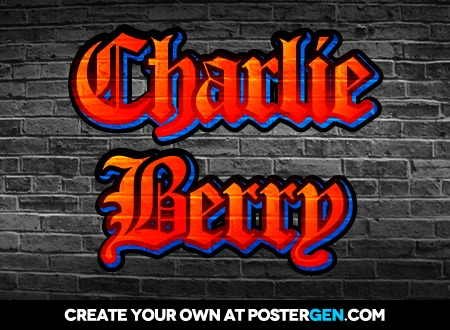 Charlie
Berry
CREATE YOUR OWN AT POSTERGEN.COM